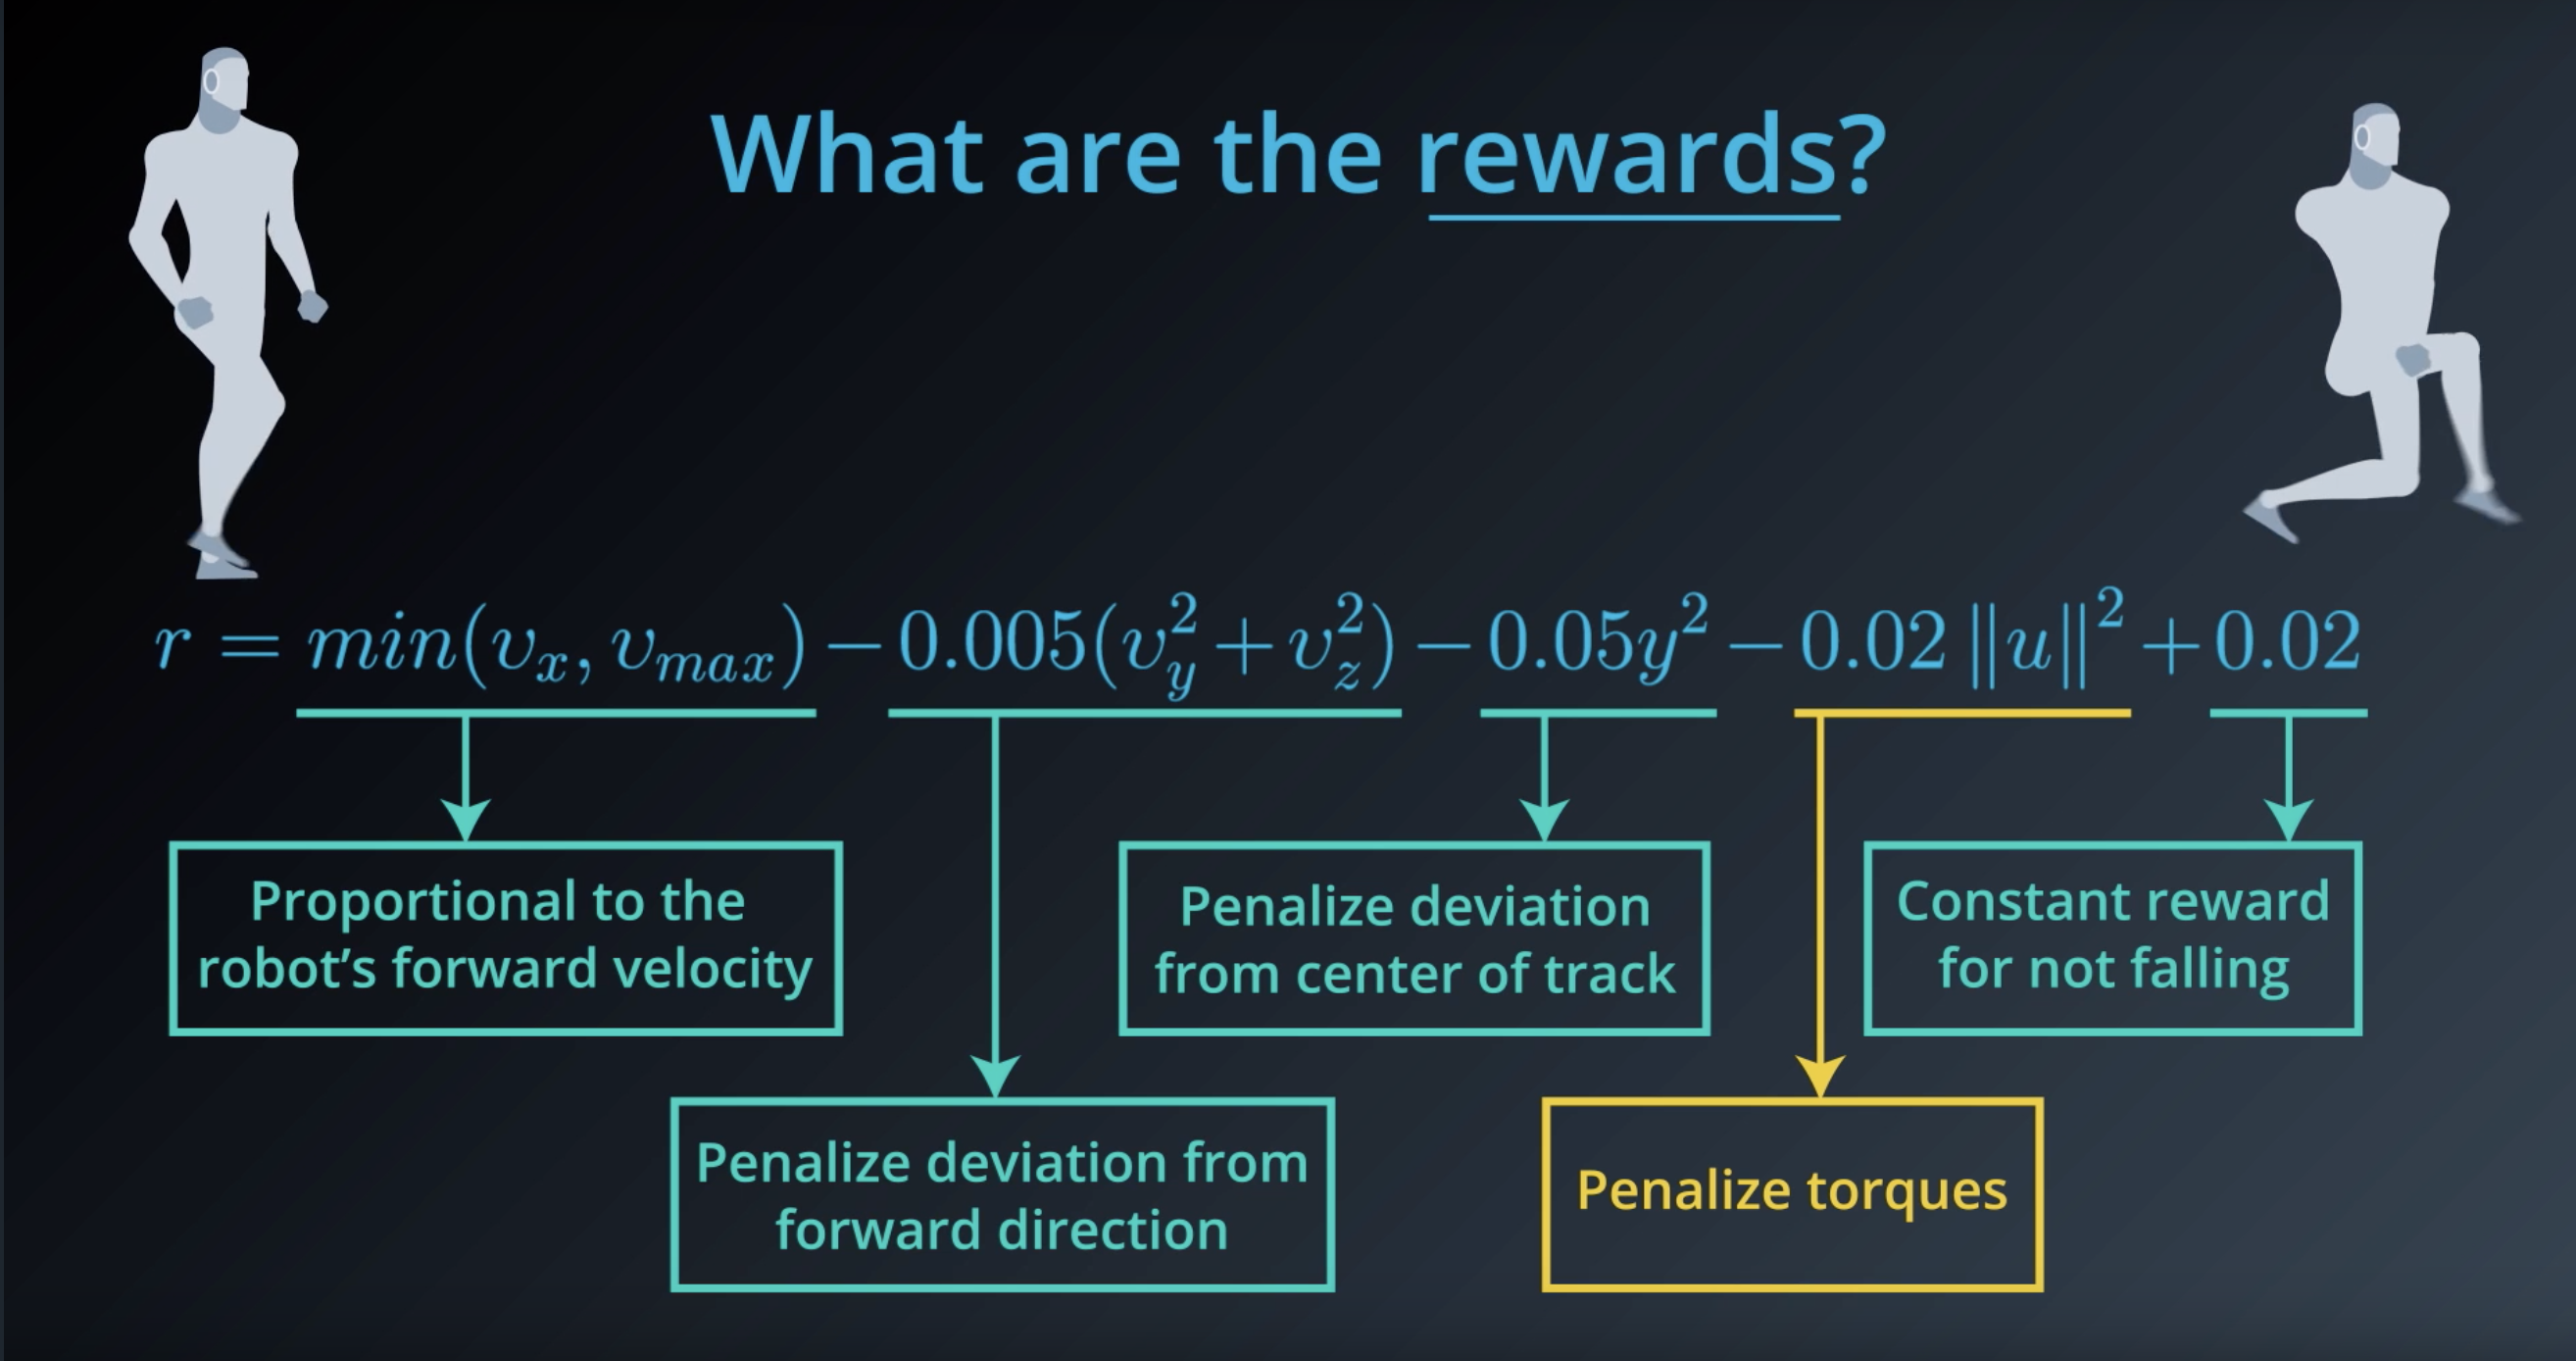 What are the rewards?
r = min(v_x, v_max) − 0.005(v_y^2 + v_z^2) − 0.05y^2 − 0.02 ‖u‖^2 + 0.02
Proportional to the
robot’s forward velocity
Penalize deviation from
forward direction
Penalize deviation
from center of track
Penalize torques
Constant reward
for not falling